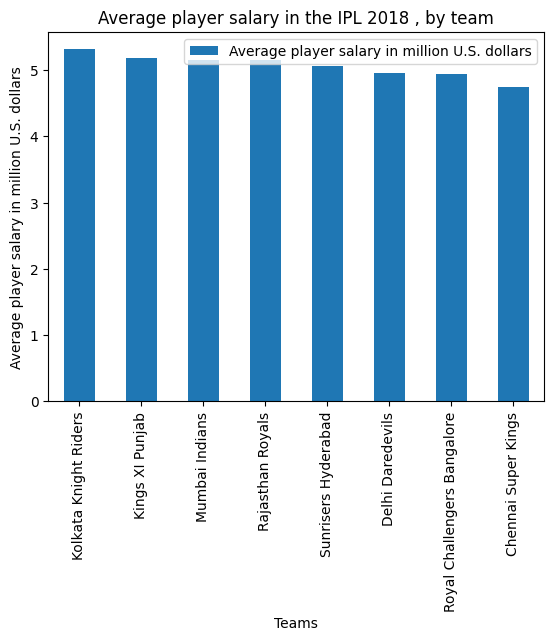 Average player salary in the IPL 2018 , by team
Average player salary in million U.S. dollars
Average player salary in million U.S. dollars
5
4
3
2
1
0
Kolkata Knight Riders
Kings XI Punjab
Mumbai Indians
Rajasthan Royals
Sunrisers Hyderabad
Delhi Daredevils
Royal Challengers Bangalore
Chennai Super Kings
Teams